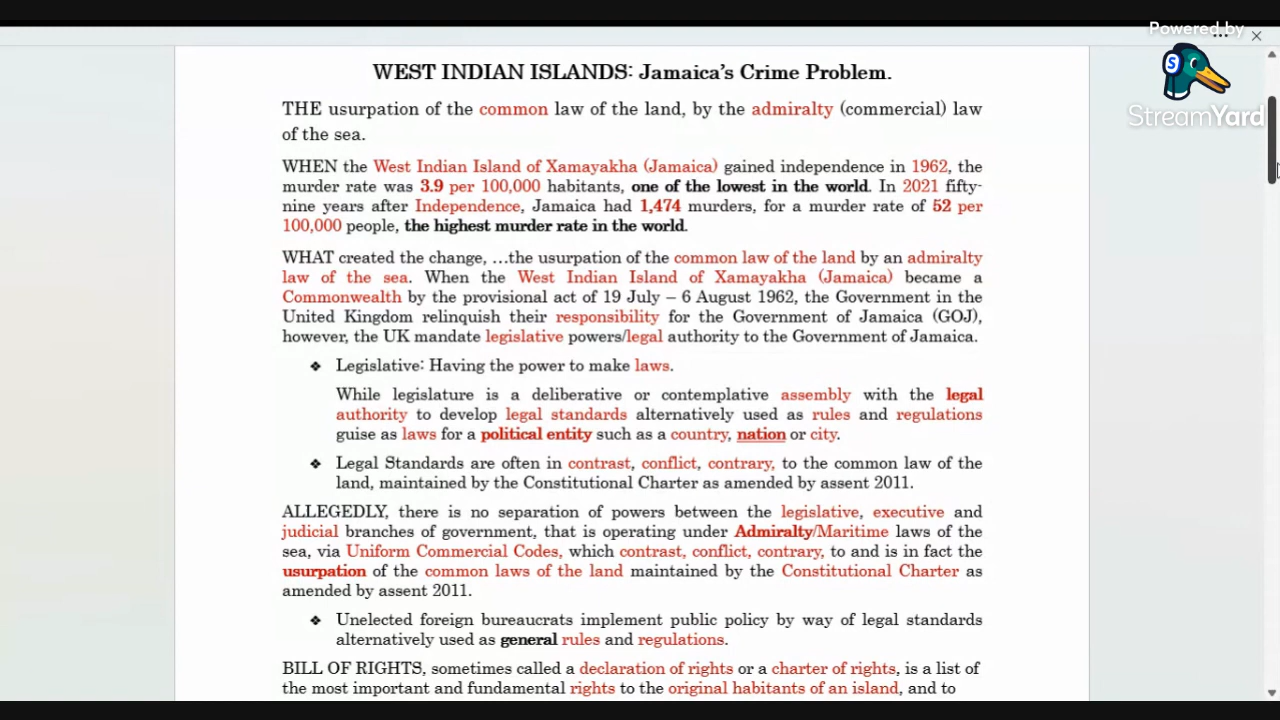 Powered by
StreamYard
WEST INDIAN ISLANDS: Jamaica's Crime Problem.
THE usurpation of the common law of the land, by the admiralty (commercial) law
of the sea.
WHEN the West Indian Island of Xamayakha (Jamaica) gained independence in 1962, the
murder rate was 3.9 per 100,000 habitants, one of the lowest in the world. In 2021 fifty-
nine years after Independence, Jamaica had 1,474 murders, for a murder rate of 52 per
100,000 people, the highest murder rate in the world.
WHAT created the change, …the usurpation of the common law of the land by an admiralty
law of the sea. When the West Indian Island of Xamayakha (Jamaica) became a
Commonwealth by the provisional act of 19 July – 6 August 1962, the Government in the
United Kingdom relinquish their responsibility for the Government of Jamaica (GOJ),
however, the UK mandate legislative powers/legal authority to the Government of Jamaica.
❖ Legislative: Having the power to make laws.
While legislature is a deliberative or contemplative assembly with the legal
authority to develop legal standards alternatively used as rules and regulations
guise as laws for a political entity such as a country, nation or city.
❖ Legal Standards are often in contrast, conflict, contrary, to the common law of the
land, maintained by the Constitutional Charter as amended by assent 2011.
ALLEGEDLY, there is no separation of powers between the legislative, executive and
judicial branches of government, that is operating under Admiralty/Maritime laws of the
sea, via Uniform Commercial Codes, which contrast, conflict, contrary, to and is in fact the
usurpation of the common laws of the land maintained by the Constitutional Charter as
amended by assent 2011.
❖ Unelected foreign bureaucrats implement public policy by way of legal standards
alternatively used as general rules and regulations.
BILL OF RIGHTS, sometimes called a declaration of rights or a charter of rights, is a list of
the most important and fundamental rights to the original habitants of an island, and to